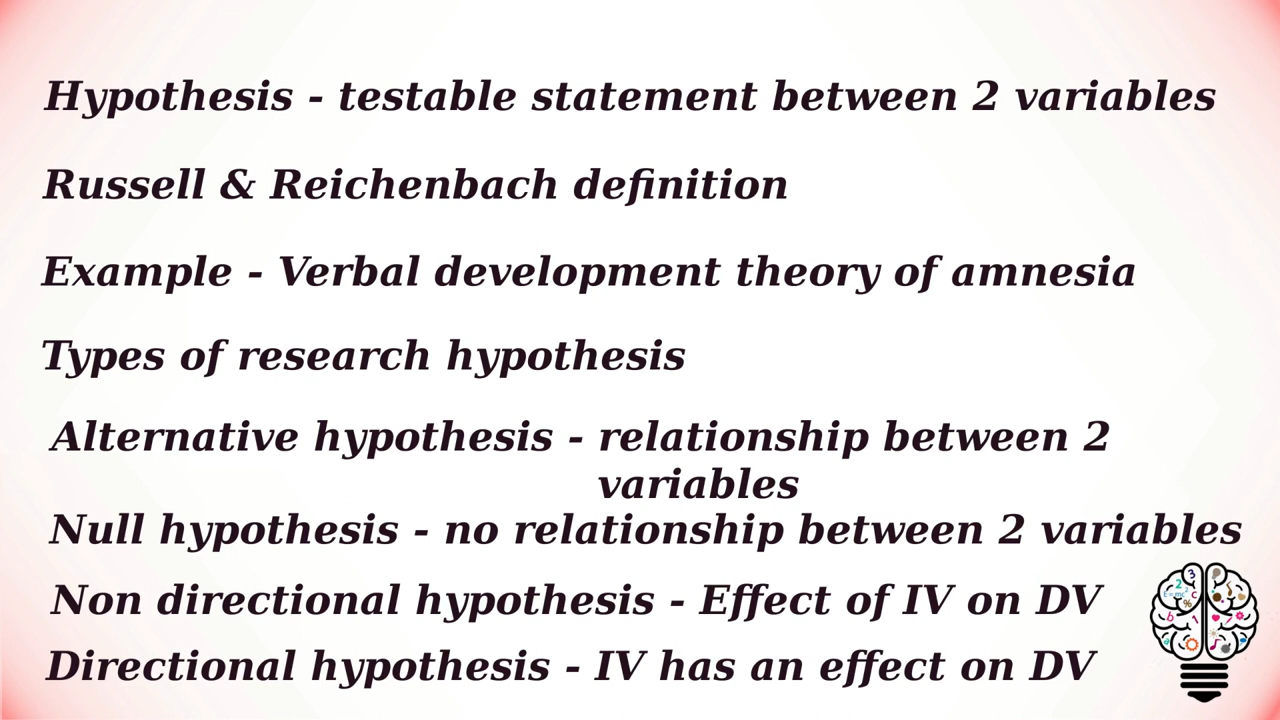 Hypothesis - testable statement between 2 variables
Russell & Reichenbach definition
Example - Verbal development theory of amnesia
Types of research hypothesis
Alternative hypothesis - relationship between 2
variables
Null hypothesis - no relationship between 2 variables
Non directional hypothesis - Effect of IV on DV
Directional hypothesis - IV has an effect on DV